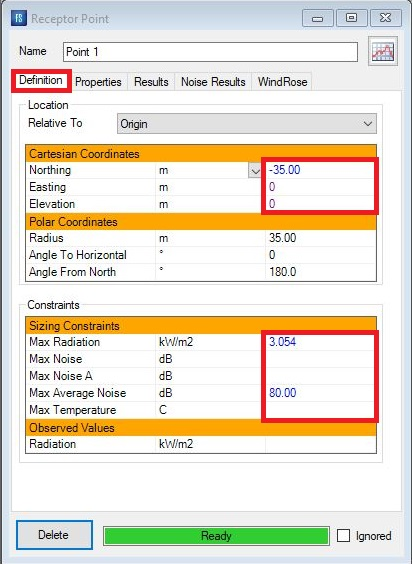 FS Receptor Point
Name Point 1
Definition Properties Results Noise Results WindRose
Location
Relative To Origin
Cartesian Coordinates
Northing m -35.00
Easting m 0
Elevation m 0
Polar Coordinates
Radius m 35.00
Angle To Horizontal ° 0
Angle From North ° 180.0
Constraints
Sizing Constraints
Max Radiation kW/m2 3.054
Max Noise dB
Max Noise A dB
Max Average Noise dB 80.00
Max Temperature C
Observed Values
Radiation kW/m2
Delete Ready Ignored